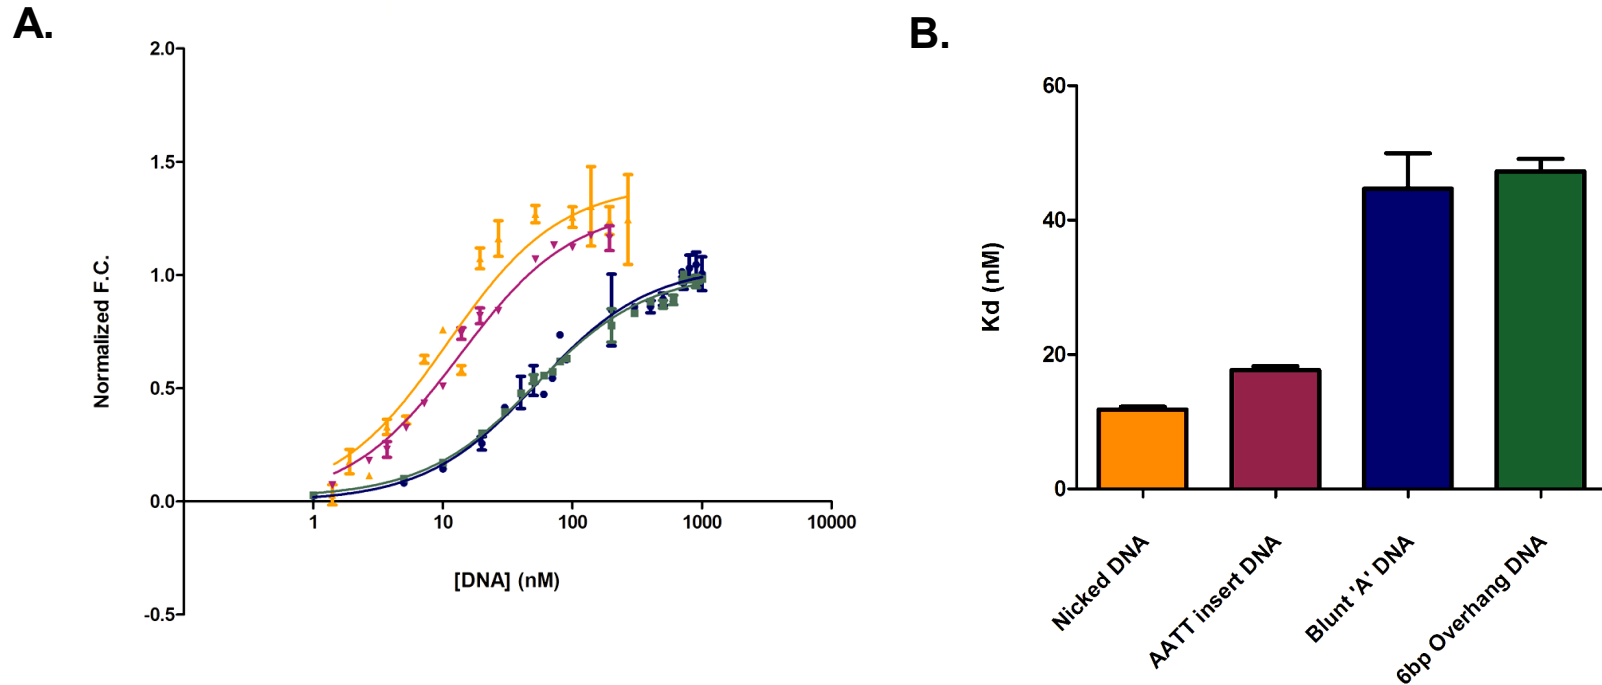 A.
2.0
1.5
1.0
0.5
0.0
-0.5
Normalized F.C.
1 10 100 1000 10000
[DNA] (nM)
B.
60
40
20
0
Kd (nM)
Nicked DNA
AATT insert DNA
Blunt 'A' DNA
6bp Overhang DNA